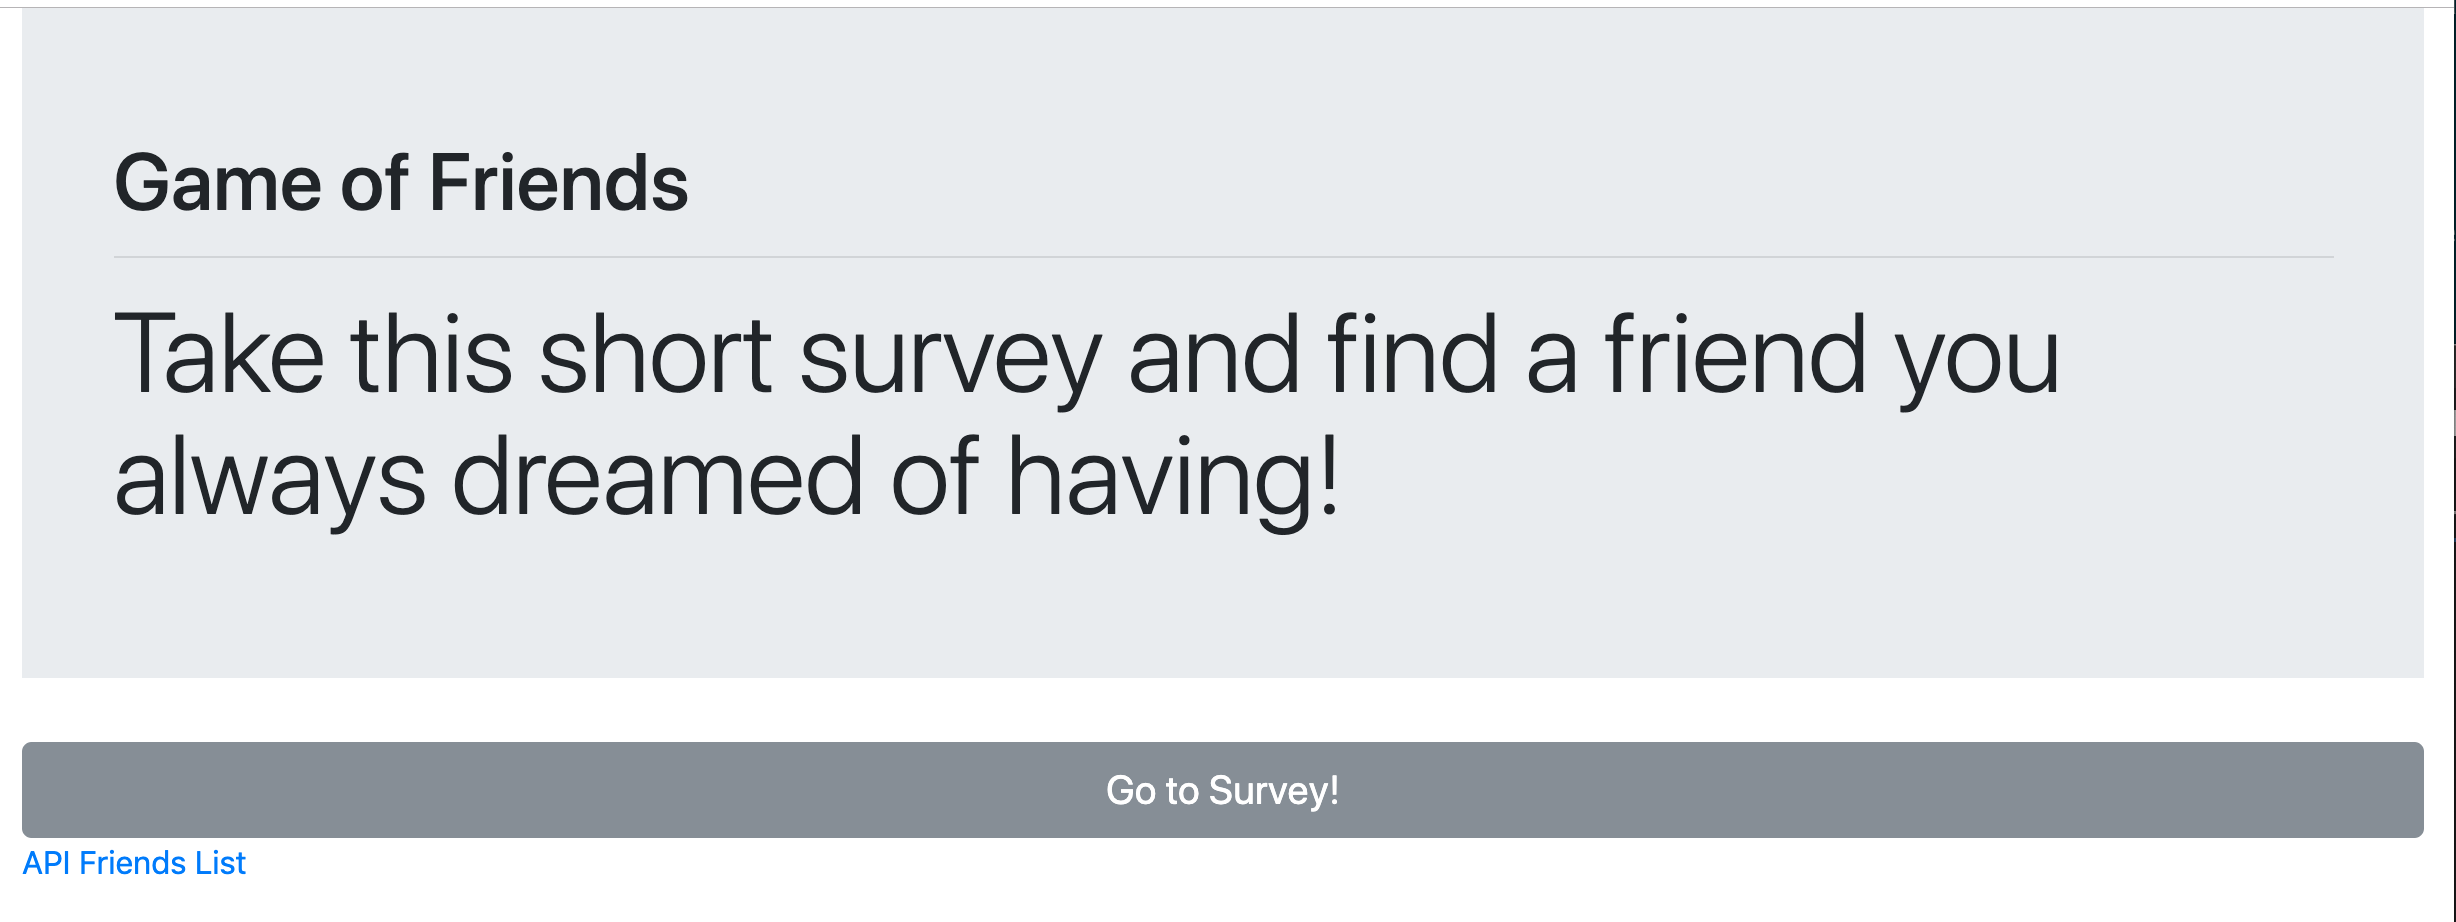 Game of Friends
Take this short survey and find a friend you
always dreamed of having!
Go to Survey!
API Friends List